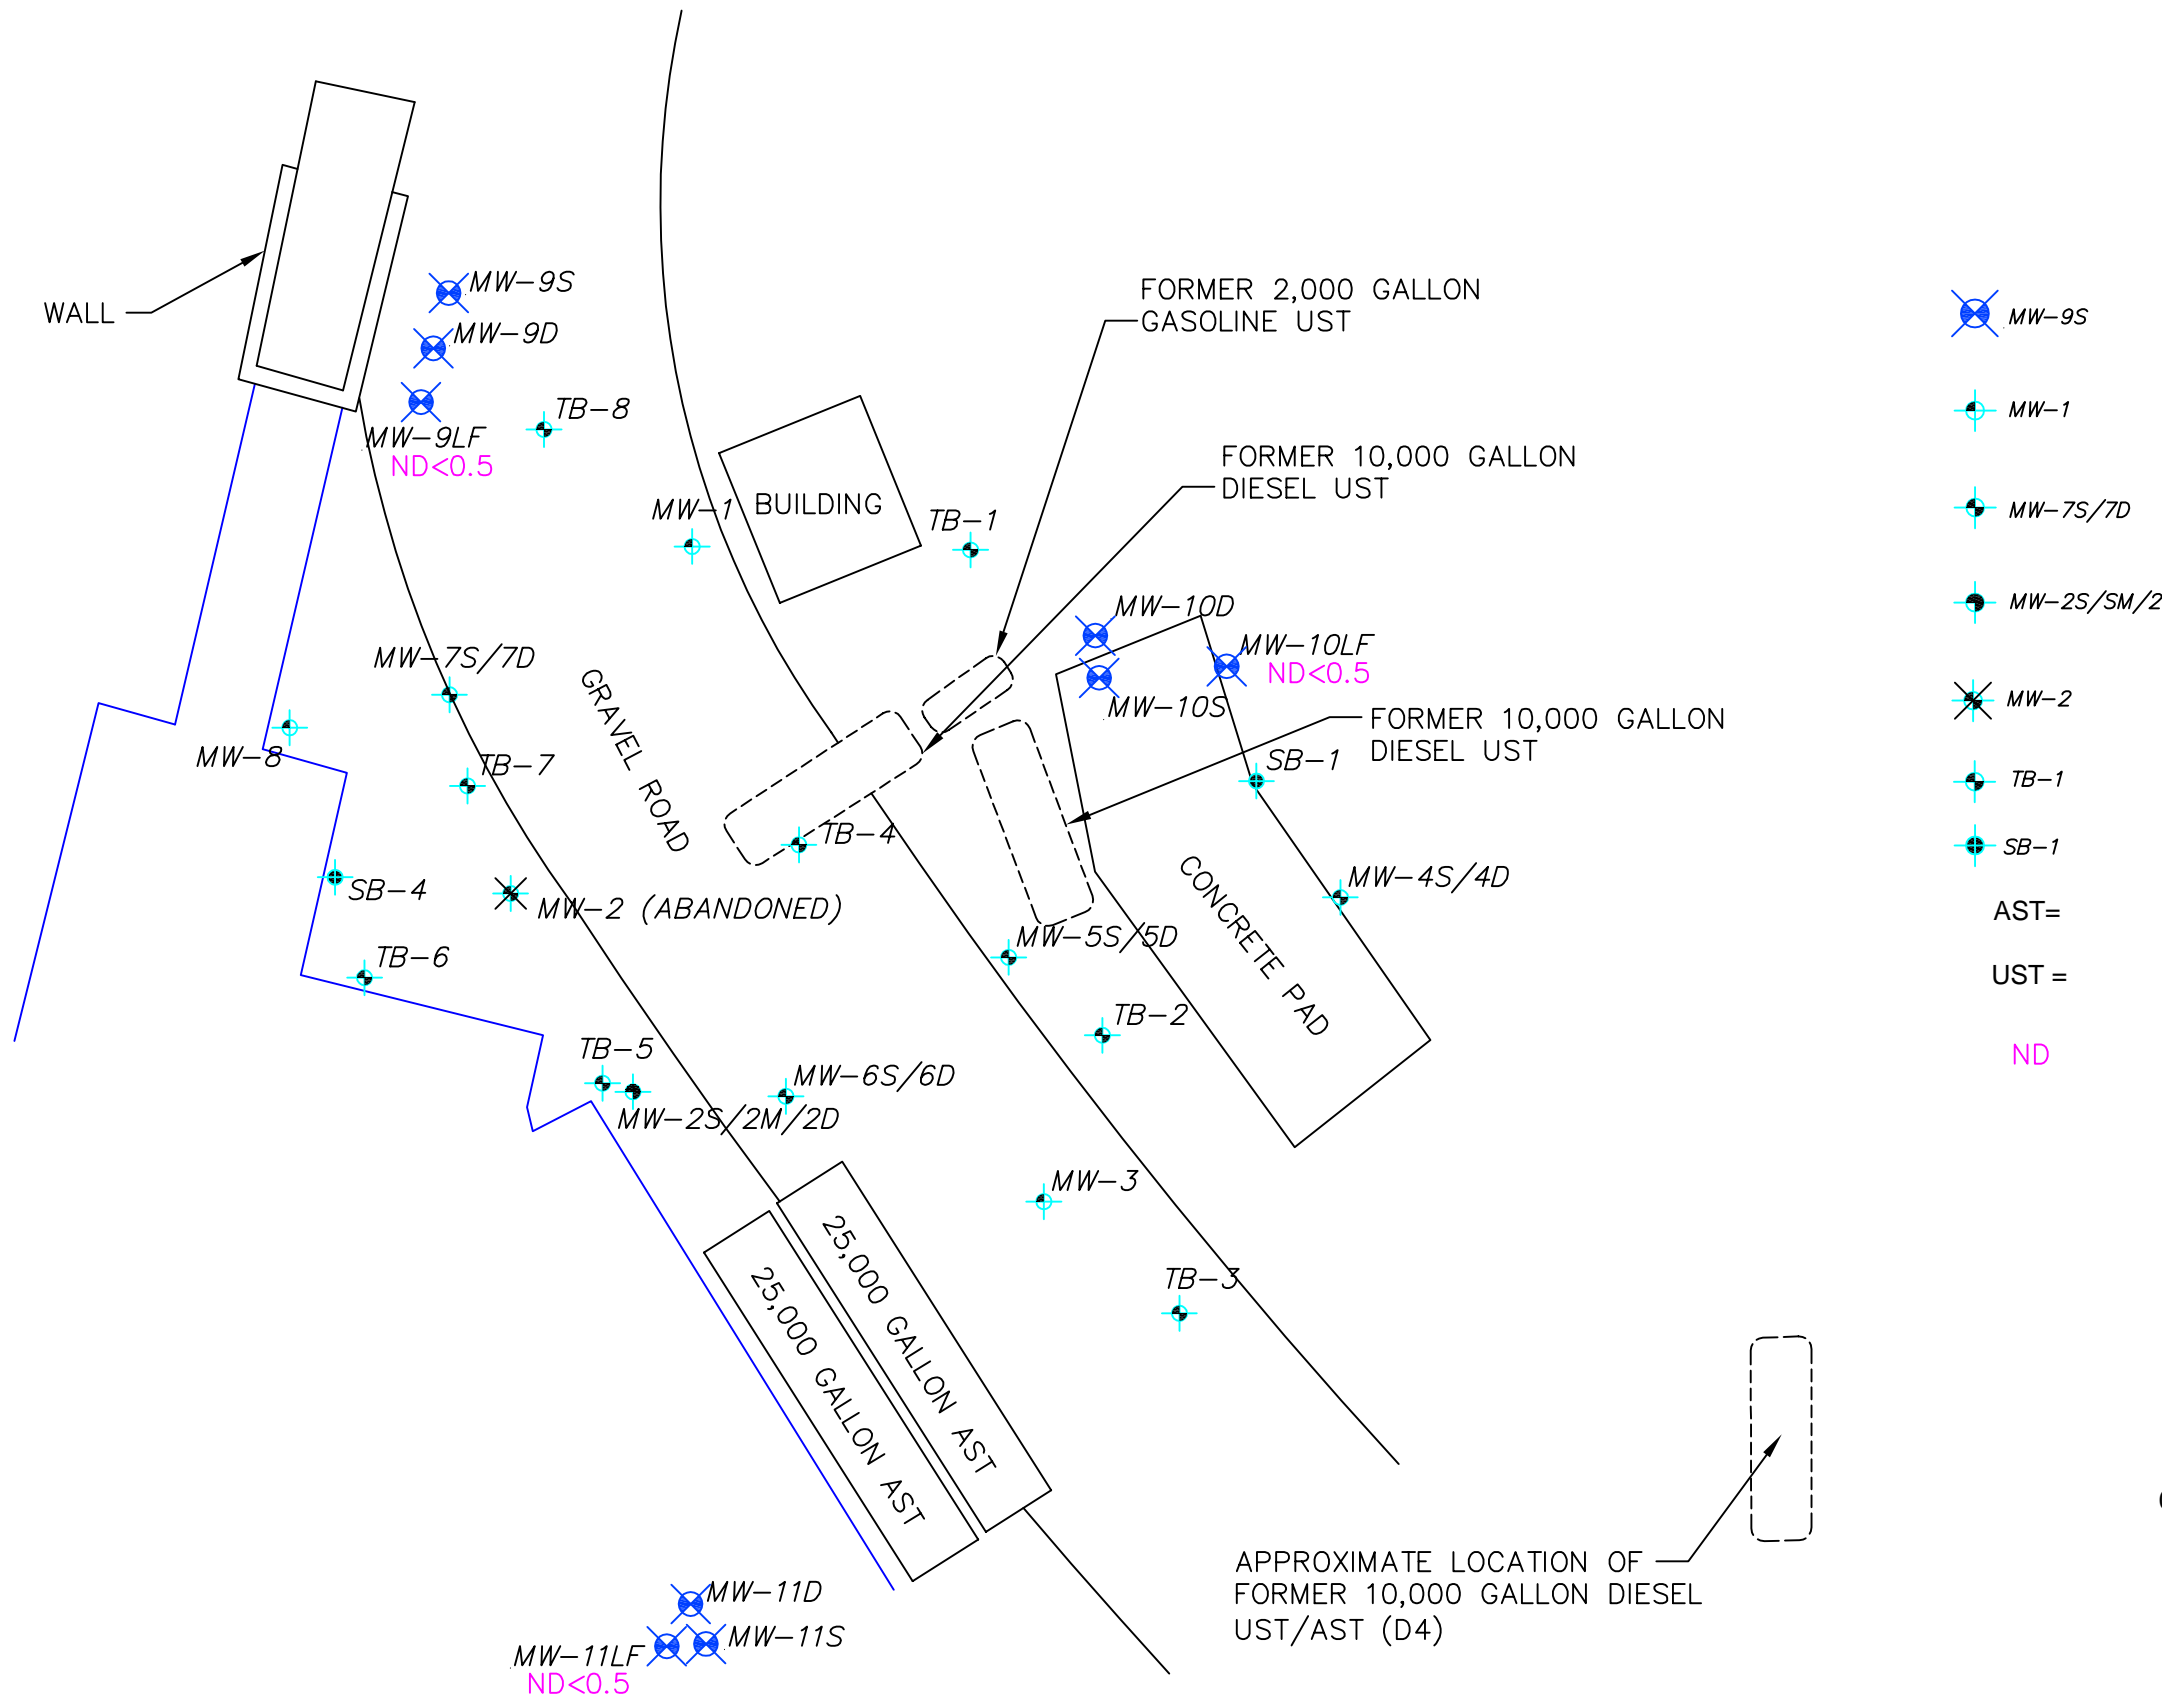 MW-9S
WALL
MW-9D
MW-9LF
ND<0.5
TB-8
FORMER 2,000 GALLON
GASOLINE UST
FORMER 10,000 GALLON
DIESEL UST
MW-1
BUILDING
TB-1
MW-10D
MW-10LF
ND<0.5
MW-10S
MW-7S/7D
GRAVEL ROAD
FORMER 10,000 GALLON
DIESEL UST
MW-8
TB-7
SB-1
TB-4
SB-4
MW-2 (ABANDONED)
CONCRETE PAD
MW-4S/4D
MW-5S/5D
TB-6
TB-2
TB-5
MW-6S/6D
MW-2S/2M/2D
MW-3
TB-3
25,000 GALLON AST
25,000 GALLON AST
APPROXIMATE LOCATION OF
FORMER 10,000 GALLON DIESEL
UST/AST (D4)
MW-11D
MW-11S
MW-11LF
ND<0.5
MW-9S
MW-1
MW-7S/7D
MW-2S/SM/2
MW-2
TB-1
SB-1
AST=
UST =
ND